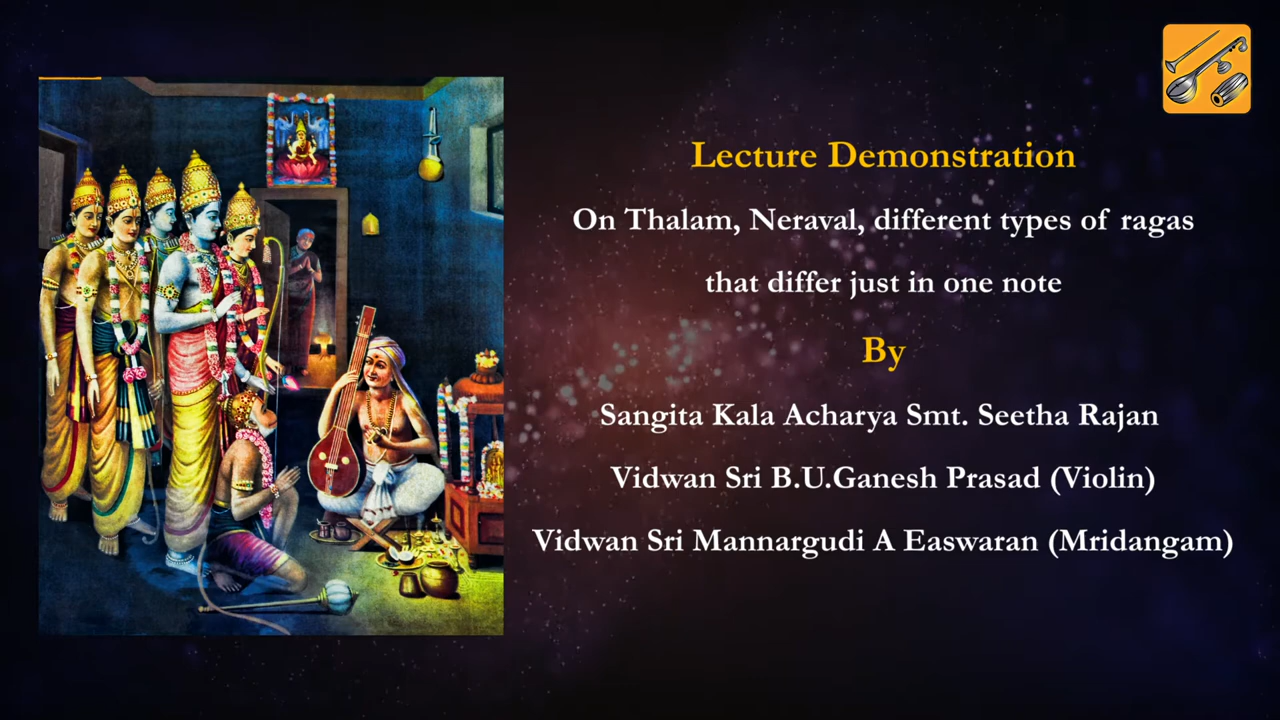 Lecture Demonstration
On Thalam, Neraval, different types of ragas
that differ just in one note
By
Sangita Kala Acharya Smt. Seetha Rajan
Vidwan Sri B.U.Ganesh Prasad (Violin)
Vidwan Sri Mannargudi A Easwaran (Mridangam)